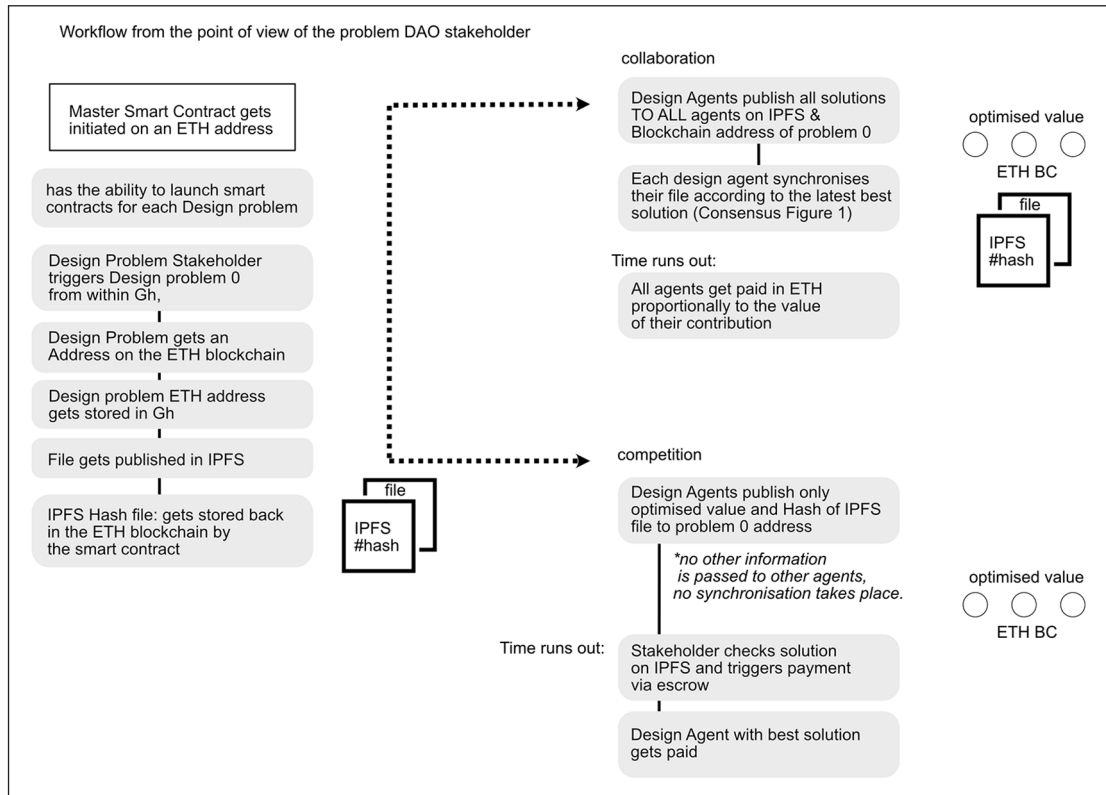 Workflow from the point of view of the problem DAO stakeholder
Master Smart Contract gets
initiated on an ETH address
has the ability to launch smart
contracts for each Design problem
Design Problem Stakeholder
triggers Design problem 0
from within Gh,
Design Problem gets an
Address on the ETH blockchain
Design problem ETH address
gets stored in Gh
File gets published in IPFS
IPFS Hash file: gets stored back
in the ETH blockchain by
the smart contract
file
IPFS
#hash
collaboration
Design Agents publish all solutions
TO ALL agents on IPFS &
Blockchain address of problem 0
Each design agent synchronises
their file according to the latest best
solution (Consensus Figure 1)
Time runs out:
All agents get paid in ETH
proportionally to the value
of their contribution
optimised value
ETH BC
file
IPFS
#hash
competition
Design Agents publish only
optimised value and Hash of IPFS
file to problem 0 address
*no other information
is passed to other agents,
no synchronisation takes place.
Time runs out:
Stakeholder checks solution
on IPFS and triggers payment
via escrow
Design Agent with best solution
gets paid
optimised value
ETH BC